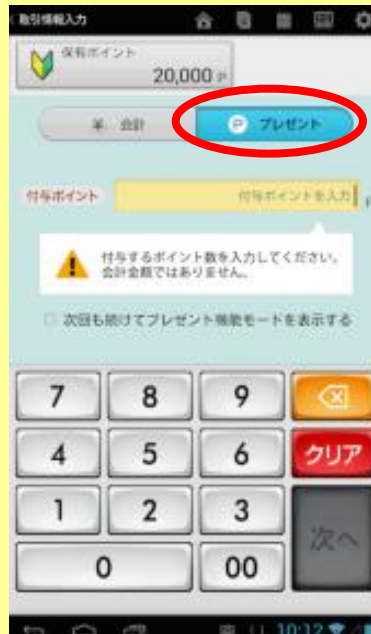 取引情報入力
保有ポイント
20,000 P
¥ 会計
P プレゼント
付与ポイント
付与ポイントを入力
P
付与するポイント数を入力してください。
会計金額ではありません。
次回も続けてプレゼント機能モードを表示する
7 8 9
4 5 6 クリア
1 2 3
次へ
0 00
10:12